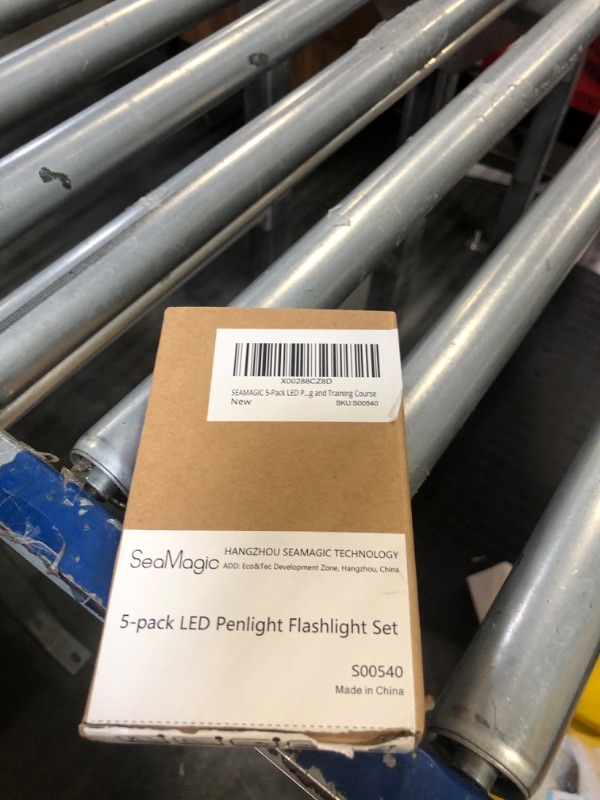 X00288CZ8D
SEAMAGIC 5-Pack LED P...g and Training Course
New SKU:S00540
SeaMagic HANGZHOU SEAMAGIC TECHNOLOGY
ADD: Eco&Tec Development Zone, Hangzhou, China
5-pack LED Penlight Flashlight Set
S00540
Made in China